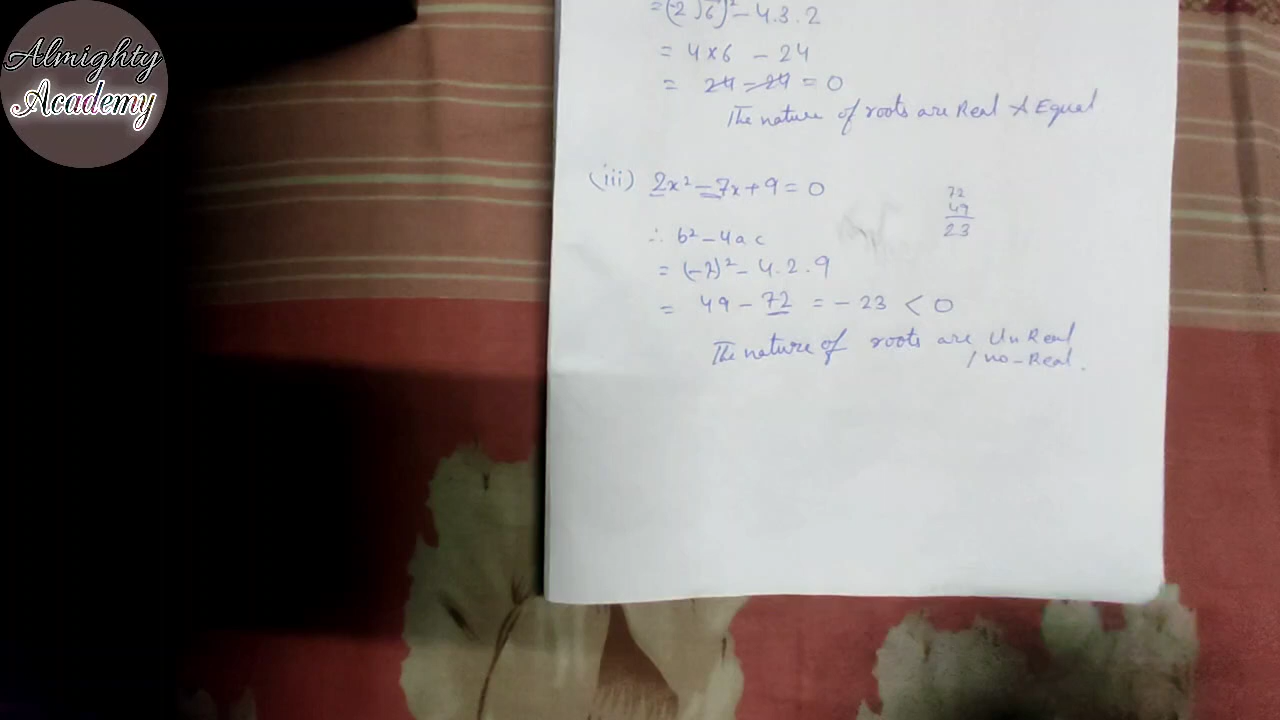 Almighty
Academy
= (-2√6)² - 4.3.2
= 4×6 - 24
= 24 - 24 = 0
The nature of roots are Real & Equal
(iii) 2x² - 7x + 9 = 0
72
49
23
∴ b² - 4ac
= (-7)² - 4.2.9
= 49 - 72 = - 23 < 0
The nature of roots are UnReal
/ no-Real.